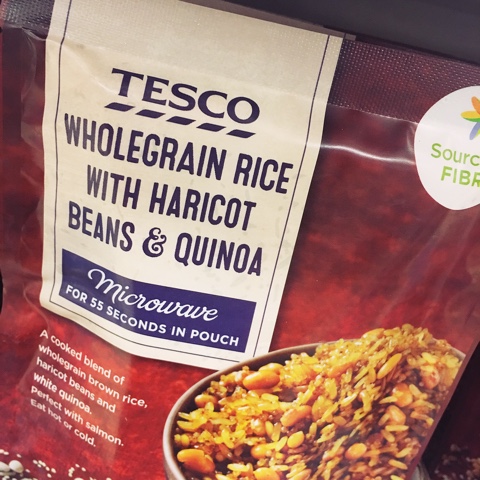 TESCO
WHOLEGRAIN RICE
WITH HARICOT
BEANS & QUINOA
Microwave
FOR 55 SECONDS IN POUCH
A cooked blend of
wholegrain brown rice,
haricot beans and
white quinoa.
Perfect with salmon.
Eat hot or cold.